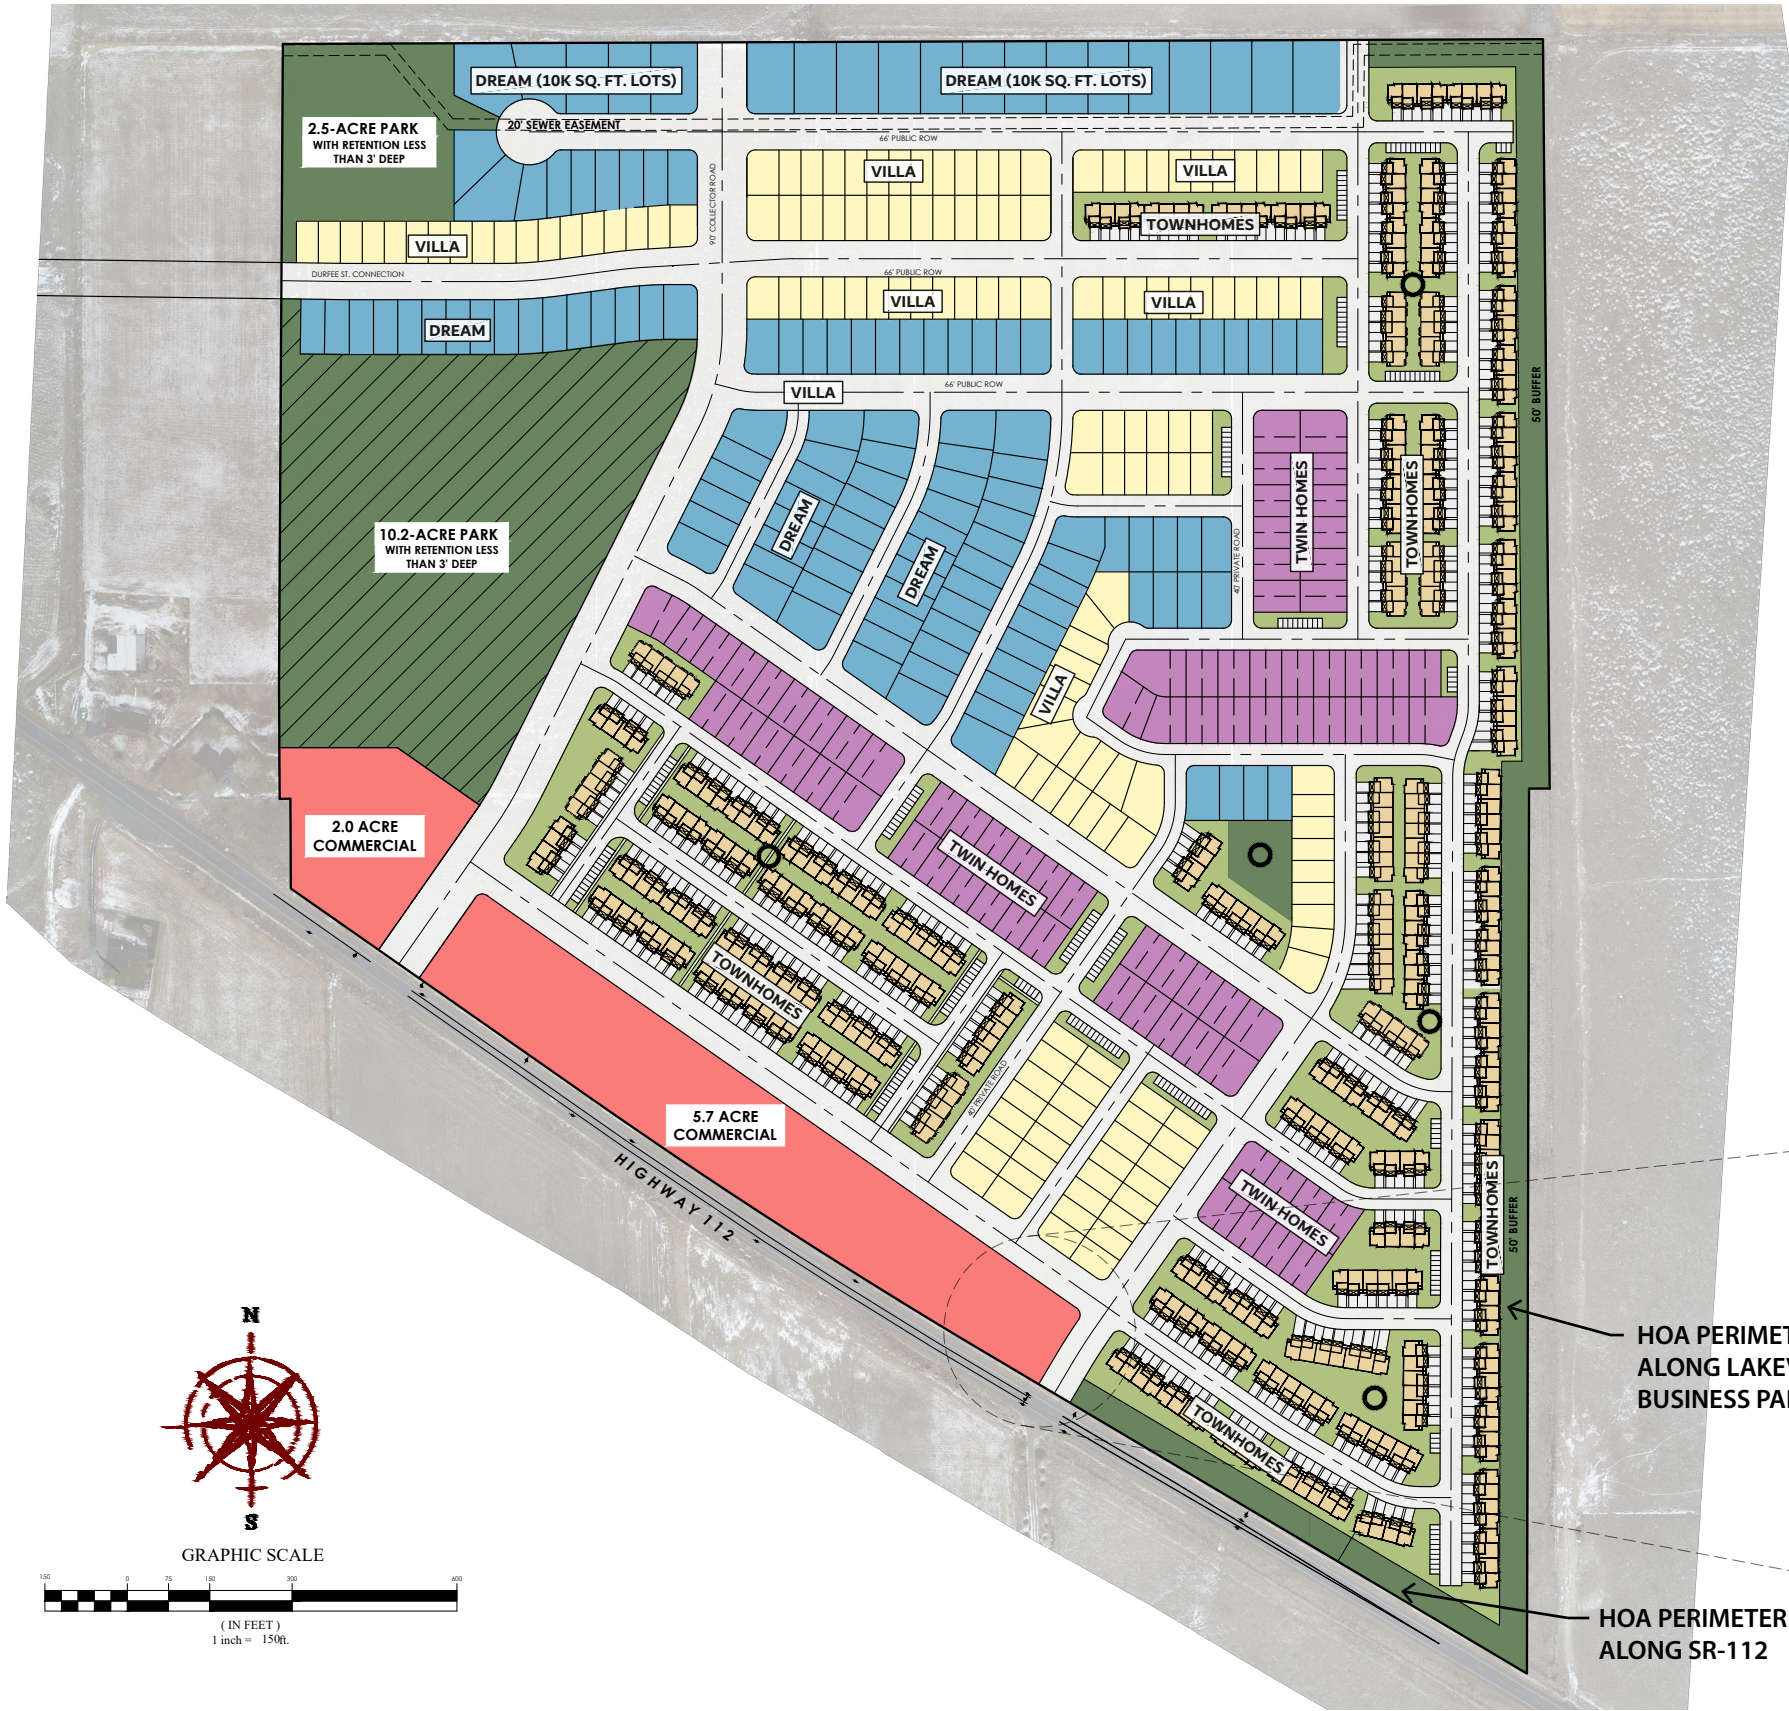 DREAM (10K SQ. FT. LOTS)
DREAM (10K SQ. FT. LOTS)
2.5-ACRE PARK
WITH RETENTION LESS
THAN 3' DEEP
20' SEWER EASEMENT
66' PUBLIC ROW
VILLA
VILLA
90' COLLECTOR ROAD
TOWNHOMES
VILLA
DURFEE ST. CONNECTION
66' PUBLIC ROW
VILLA
VILLA
DREAM
66' PUBLIC ROW
VILLA
50' BUFFER
DREAM
DREAM
TWIN HOMES
TOWNHOMES
10.2-ACRE PARK
WITH RETENTION LESS
THAN 3' DEEP
40' PRIVATE ROAD
VILLA
2.0 ACRE
COMMERCIAL
TWIN HOMES
TOWNHOMES
40' PRIVATE ROAD
5.7 ACRE
COMMERCIAL
HIGHWAY 112
TWIN HOMES
TOWNHOMES
50' BUFFER
HOA PERIMET
ALONG LAKEV
BUSINESS PA
TOWNHOMES
HOA PERIMETER
ALONG SR-112
N
S
GRAPHIC SCALE
150 0 75 150 300 600
( IN FEET )
1 inch = 150ft.